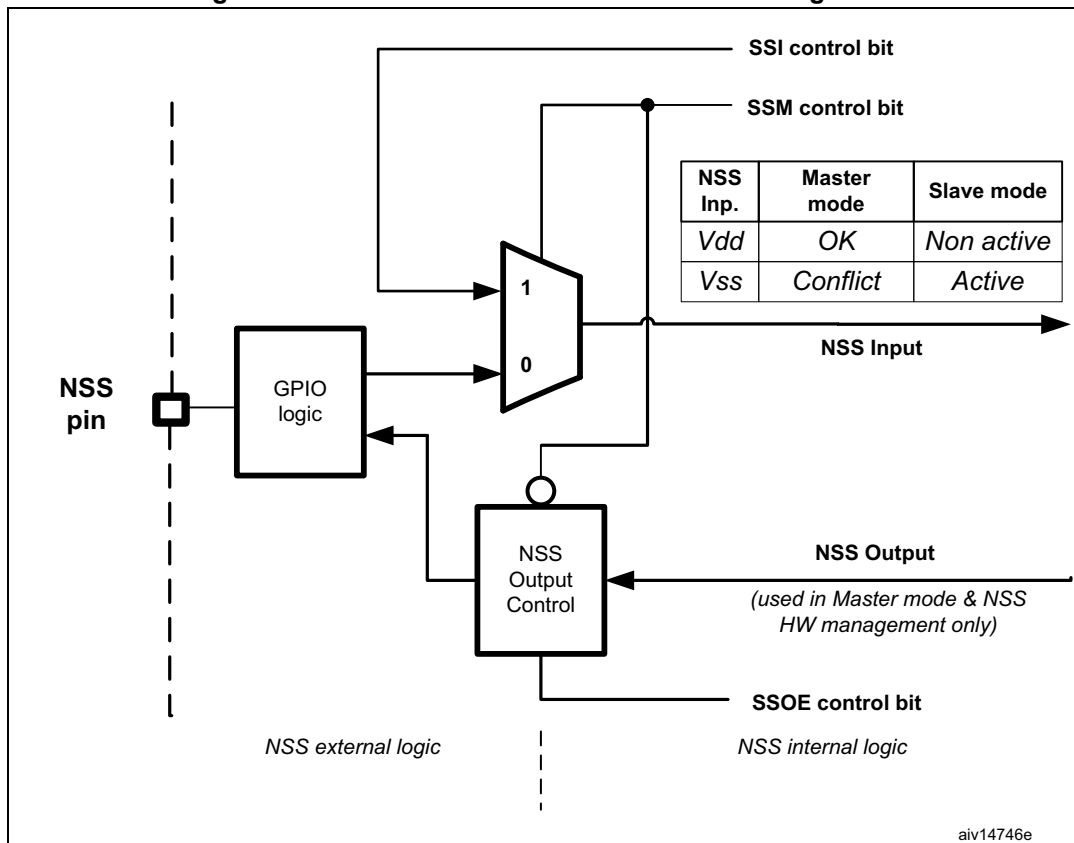 SSI control bit
SSM control bit
NSS Inp. Master mode Slave mode
Vdd OK Non active
Vss Conflict Active
1
0
NSS Input
NSS
pin
GPIO
logic
NSS
Output
Control
NSS Output
(used in Master mode & NSS
HW management only)
SSOE control bit
NSS external logic
NSS internal logic
aiv14746e